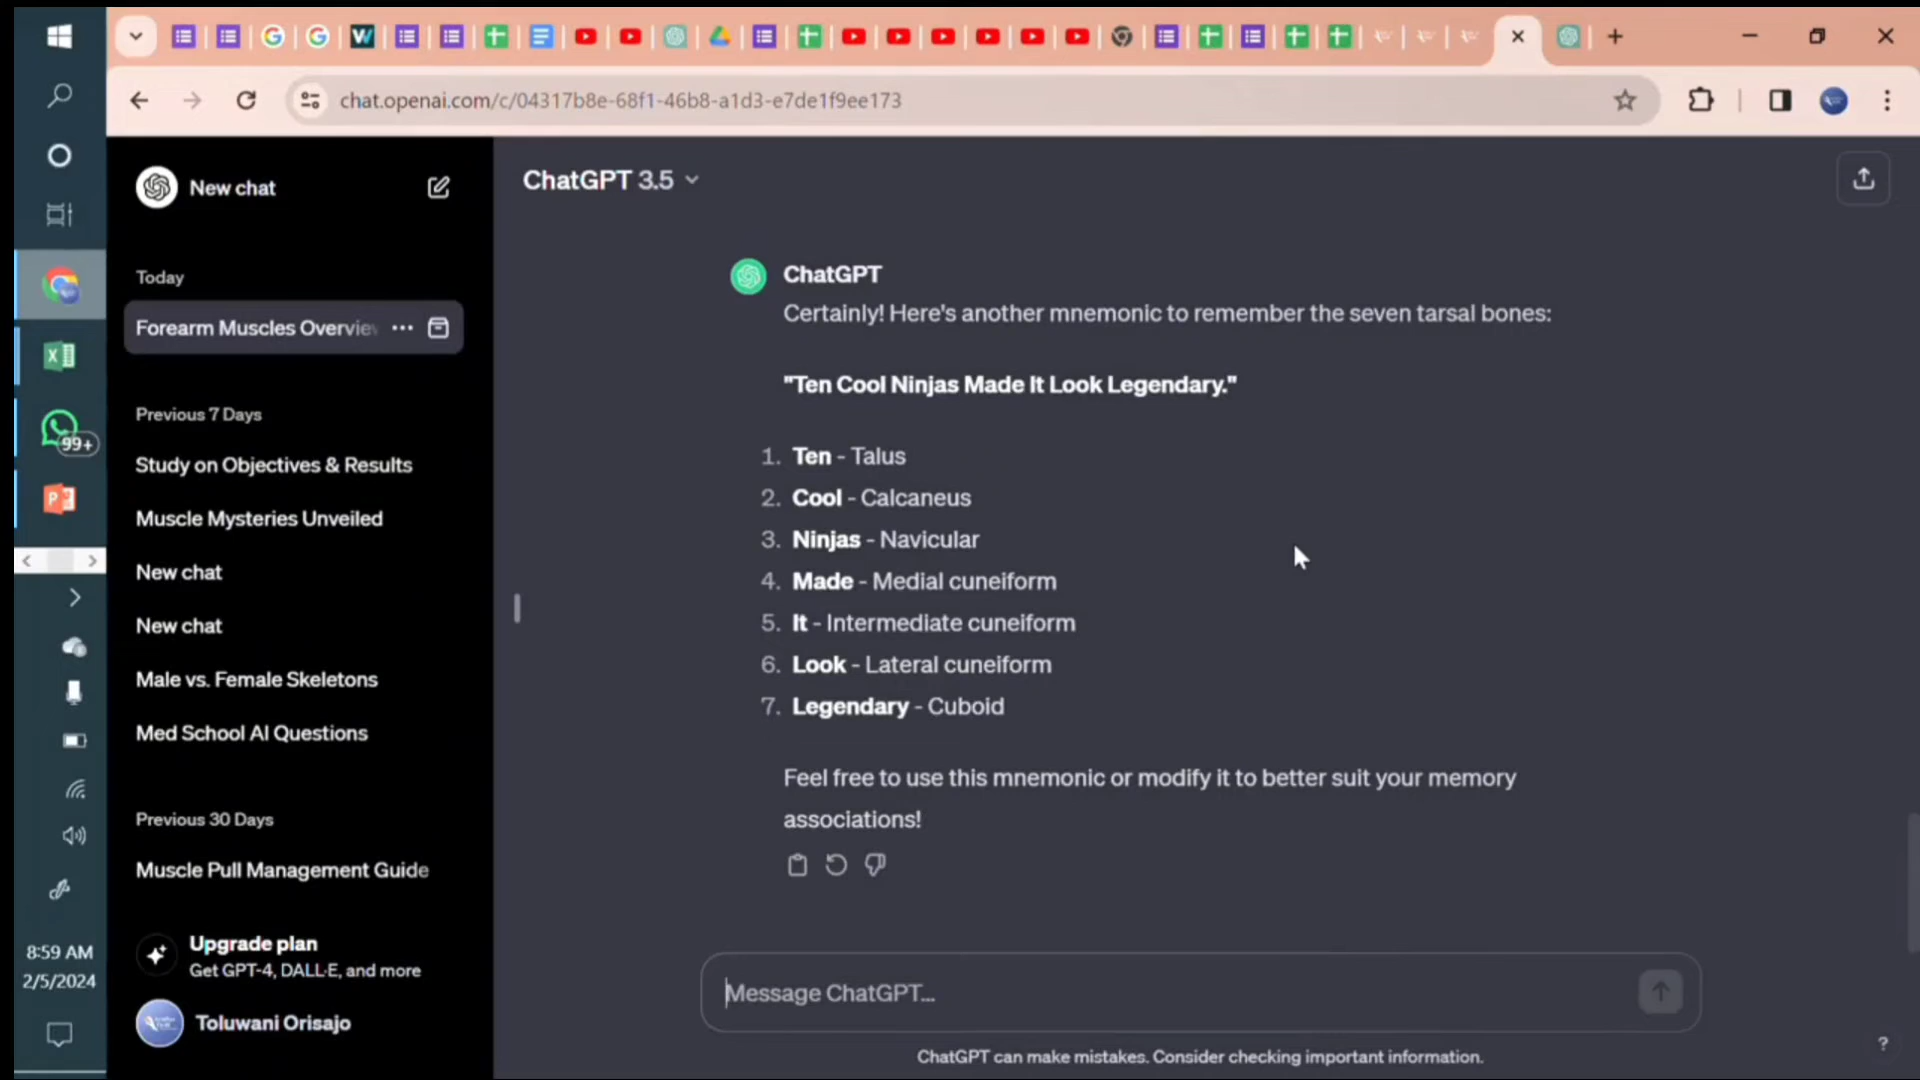 chat.openai.com/c/04317b8e-68f1-46b8-a1d3-e7de1f9ee173
New chat
ChatGPT 3.5
Today
Forearm Muscles Overview
Previous 7 Days
Study on Objectives & Results
Muscle Mysteries Unveiled
New chat
New chat
Male vs. Female Skeletons
Med School AI Questions
Previous 30 Days
Muscle Pull Management Guide
Upgrade plan
Get GPT-4, DALL·E, and more
Toluwani Orisajo
99+
8:59 AM
2/5/2024
ChatGPT
Certainly! Here's another mnemonic to remember the seven tarsal bones:
"Ten Cool Ninjas Made It Look Legendary."
1. Ten - Talus
2. Cool - Calcaneus
3. Ninjas - Navicular
4. Made - Medial cuneiform
5. It - Intermediate cuneiform
6. Look - Lateral cuneiform
7. Legendary - Cuboid
Feel free to use this mnemonic or modify it to better suit your memory
associations!
Message ChatGPT...
ChatGPT can make mistakes. Consider checking important information.
?